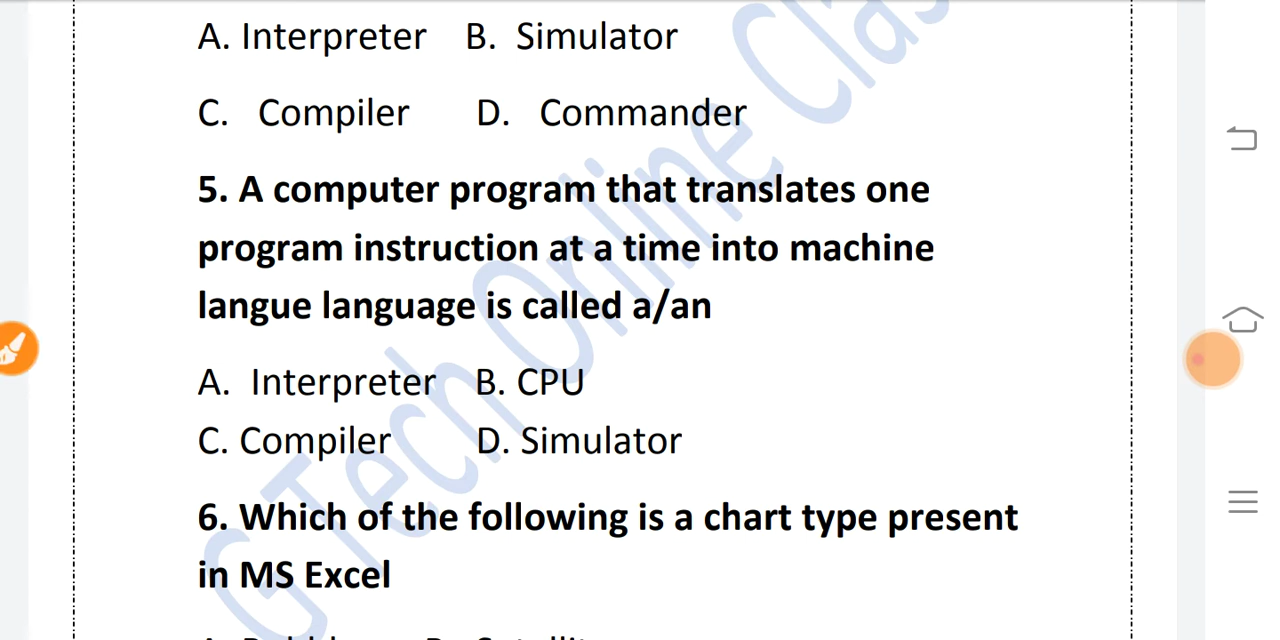 A. Interpreter B. Simulator
C. Compiler D. Commander
5. A computer program that translates one
program instruction at a time into machine
langue language is called a/an
A. Interpreter B. CPU
C. Compiler D. Simulator
6. Which of the following is a chart type present
in MS Excel
G Tech Online Clas